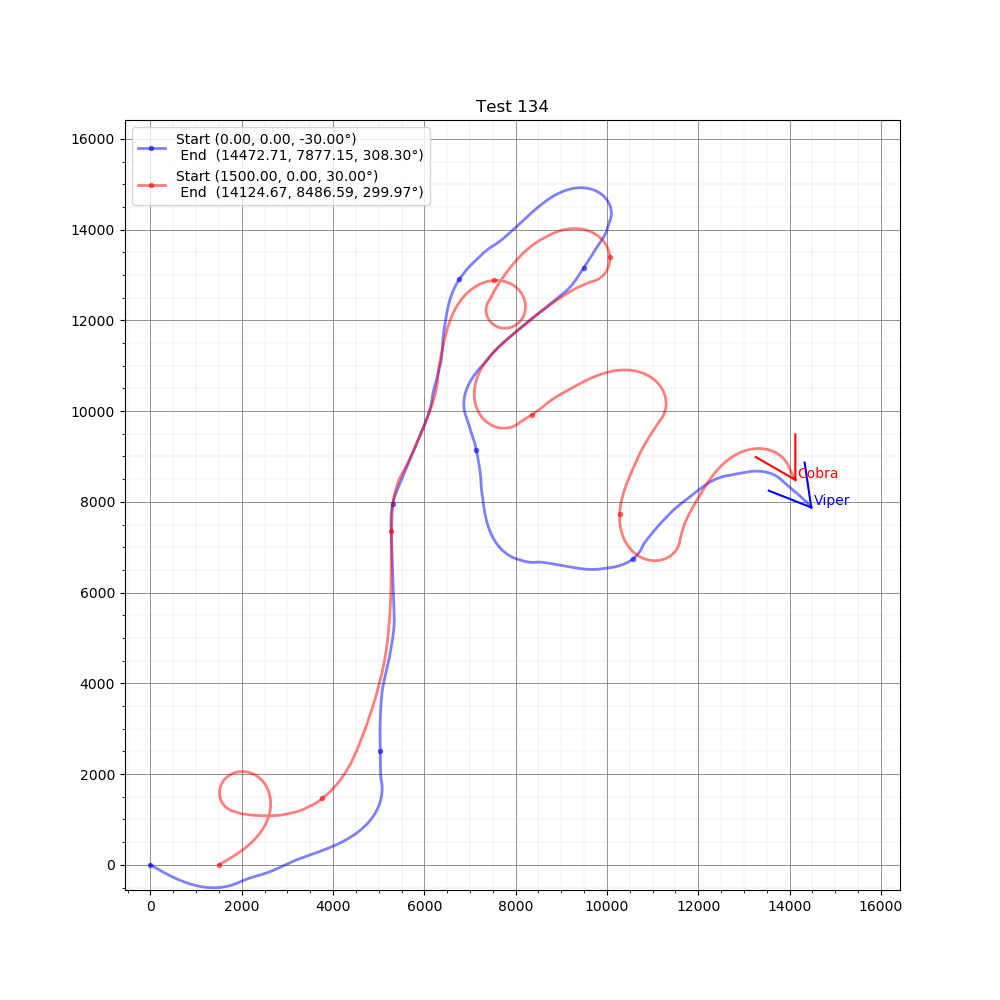 Test 134
Start (0.00, 0.00, -30.00°)
End (14472.71, 7877.15, 308.30°)
Start (1500.00, 0.00, 30.00°)
End (14124.67, 8486.59, 299.97°)
16000
14000
12000
10000
8000
6000
4000
2000
0
Cobra
Viper
0 2000 4000 6000 8000 10000 12000 14000 16000